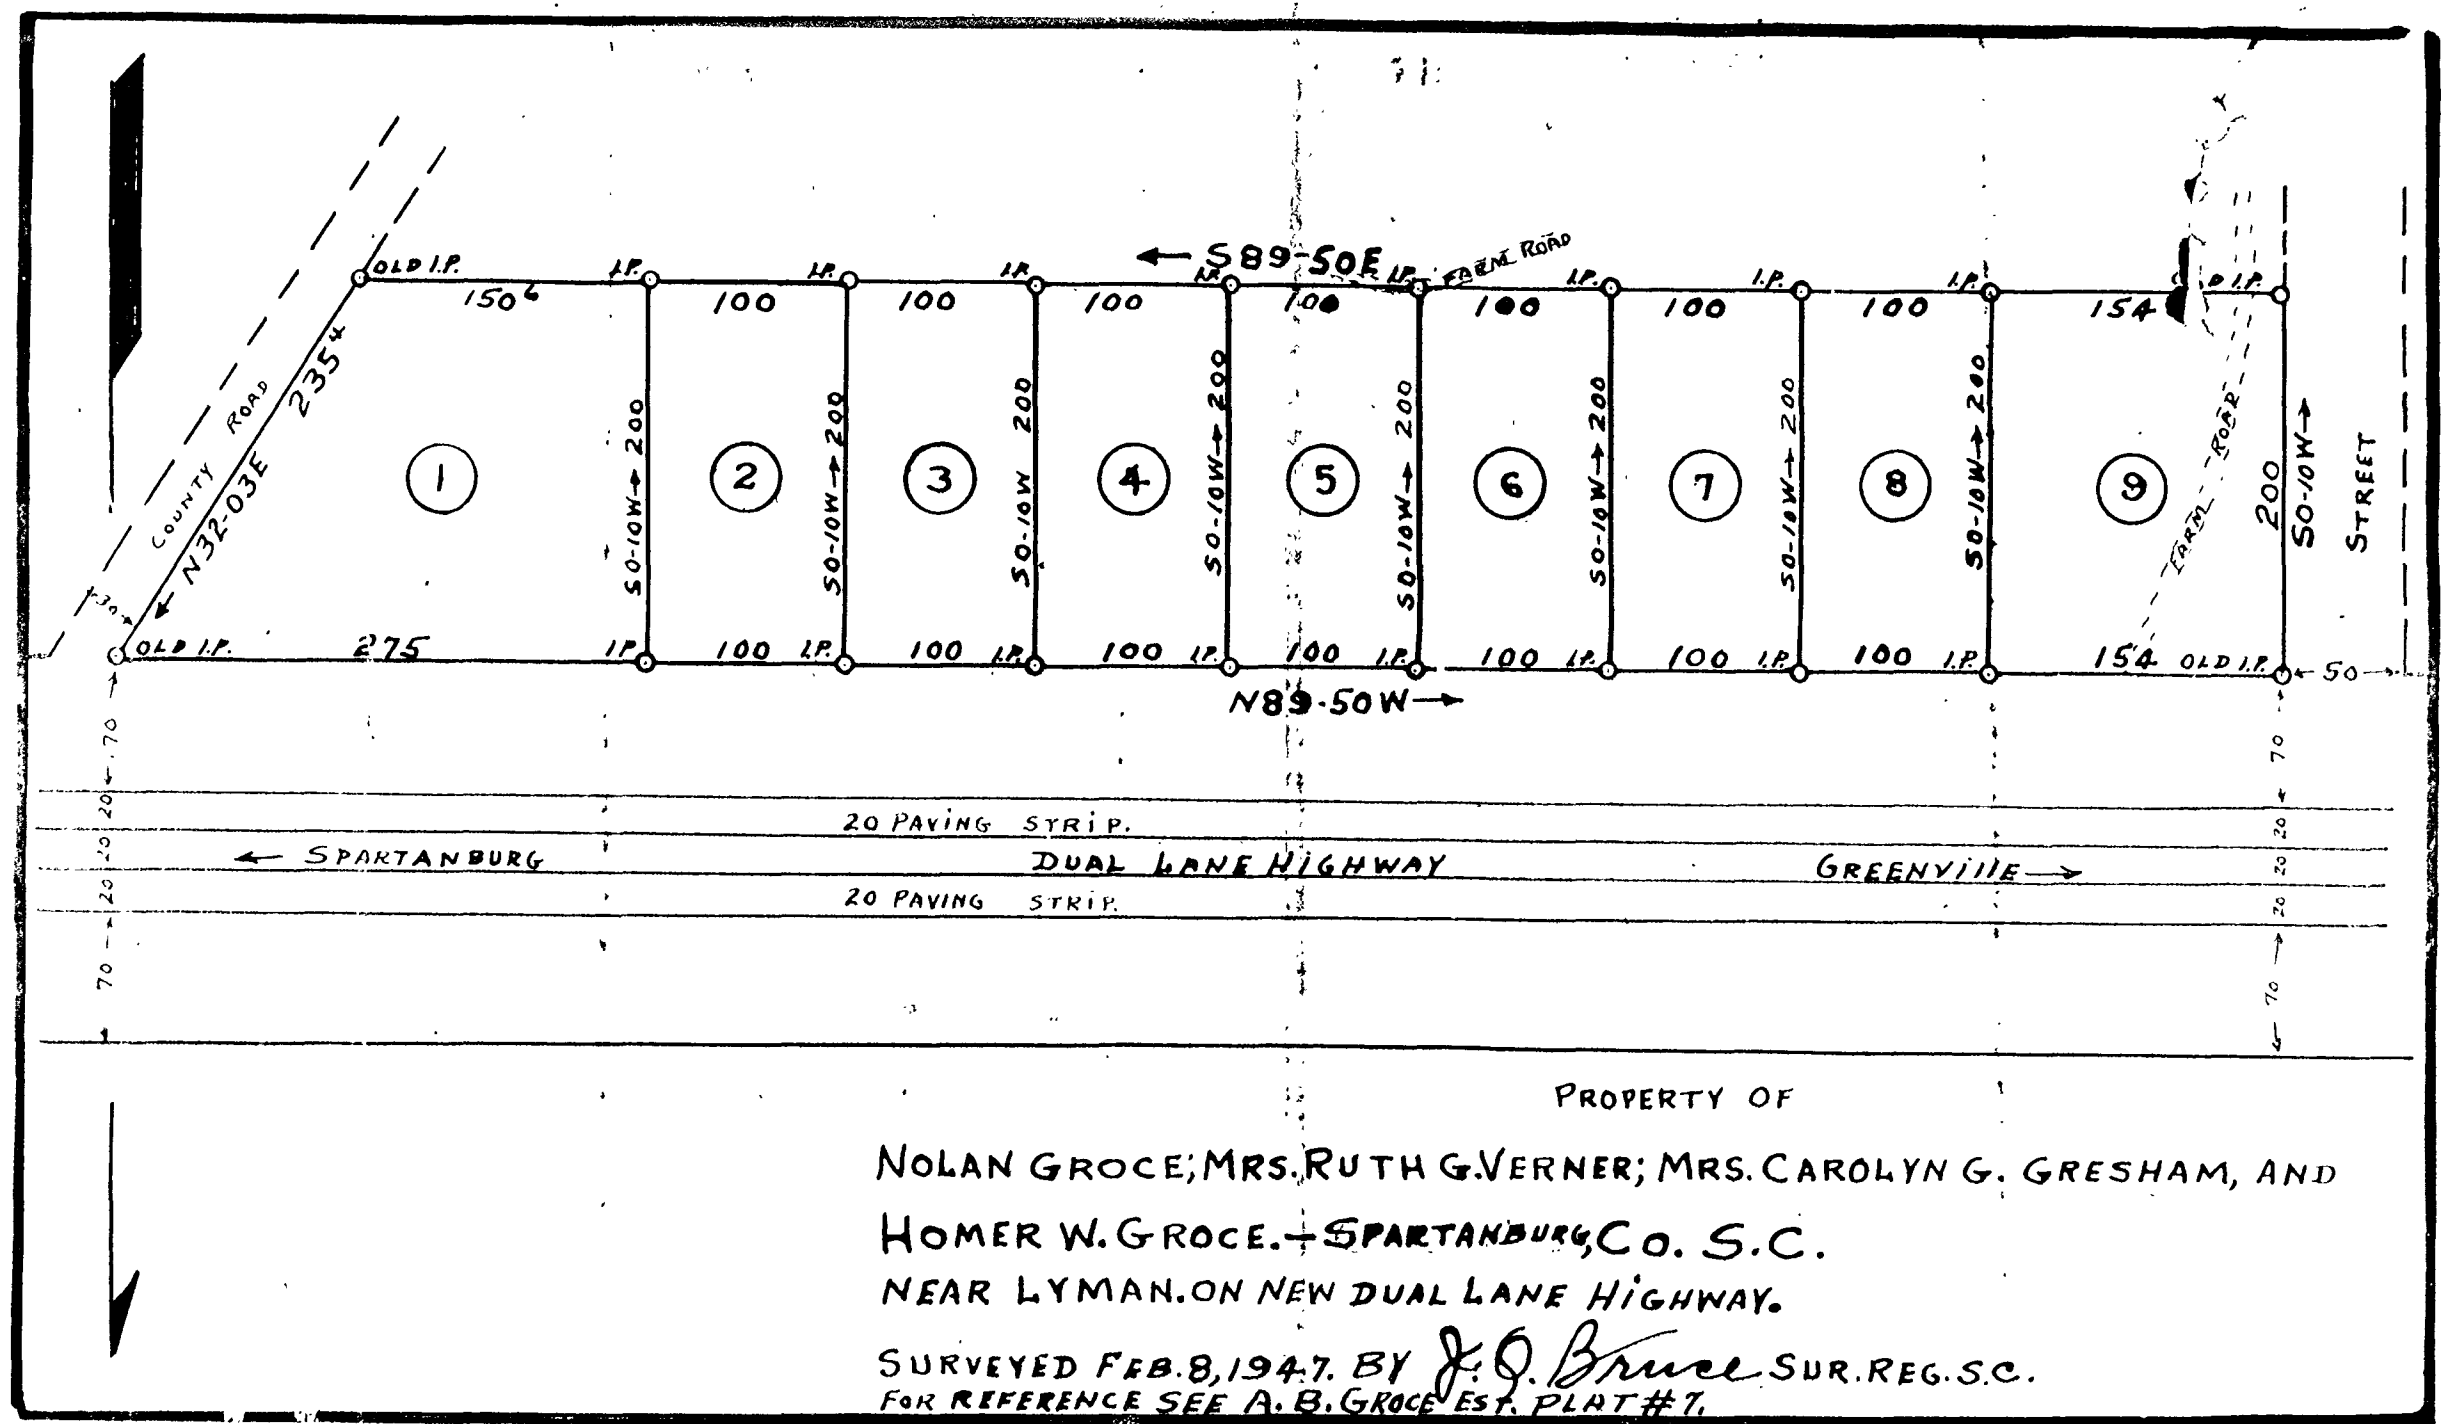 ← S89-50E
FARM ROAD
OLD I.P. I.P. I.P. I.P. I.P. I.P. I.P. I.P. I.P. D I.P.
150⁶ 100 100 100 100 100 100 100 154
COUNTY ROAD
← N32-03E 235⁴
30
1 2 3 4 5 6 7 8 9
S0-10W→ 200
S0-10W→ 200
S0-10W 200
S0-10W→ 200
S0-10W→ 200
S0-10W→ 200
S0-10W→ 200
S0-10W→ 200
FARM ROAD
200
S0-10W→
STREET
OLD I.P. 275 I.P. 100 I.P. 100 I.P. 100 I.P. 100 I.P. 100 I.P. 100 I.P. 100 I.P. 154 OLD I.P. ←50→
N89-50W→
70 20 20 20 70
20 PAVING STRIP.
← SPARTANBURG DUAL LANE HIGHWAY GREENVILLE →
20 PAVING STRIP.
70 20 20 20 70
PROPERTY OF
NOLAN GROCE; MRS. RUTH G. VERNER; MRS. CAROLYN G. GRESHAM, AND
HOMER W. GROCE.—SPARTANBURG, CO. S.C.
NEAR LYMAN. ON NEW DUAL LANE HIGHWAY.
SURVEYED FEB. 8, 1947. BY J. Q. Bruce SUR. REG. S.C.
FOR REFERENCE SEE A. B. GROCE EST. PLAT # 7.